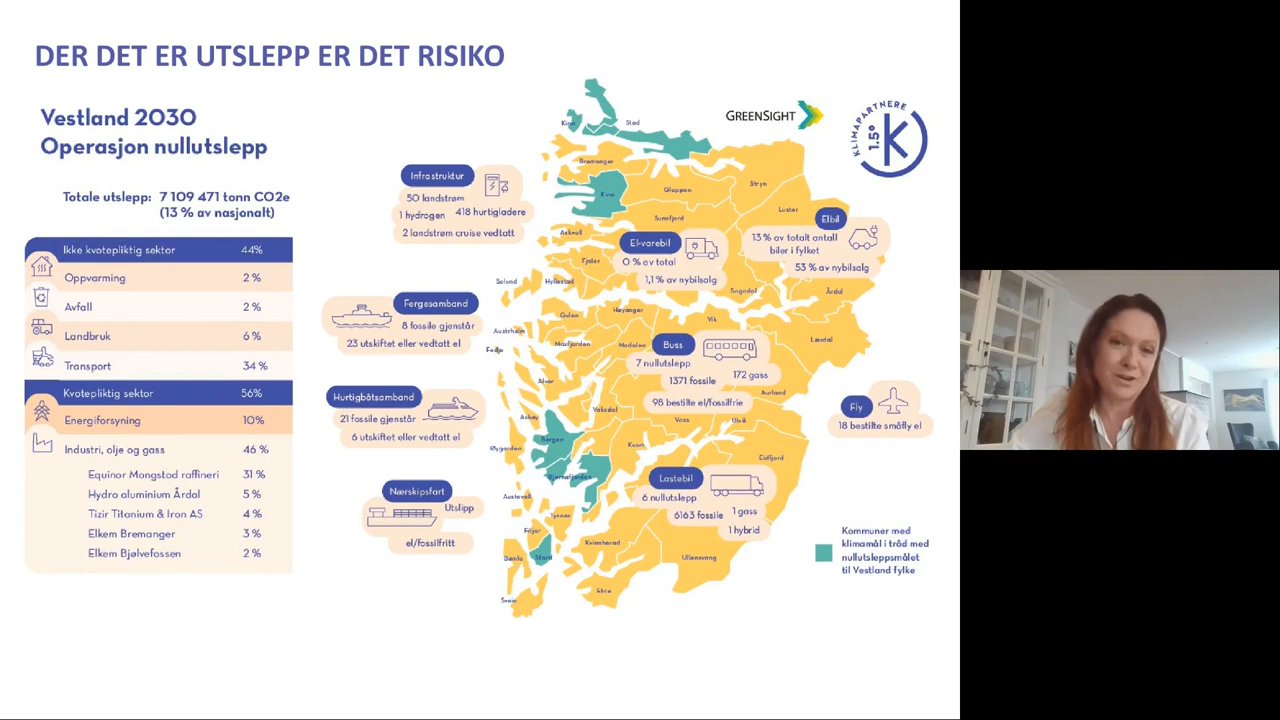 DER DET ER UTSLEPP ER DET RISIKO
Vestland 2030
Operasjon nullutslepp
Totale utslepp: 7 109 471 tonn CO2e
(13 % av nasjonalt)
Ikke kvotepliktig sektor 44%
Oppvarming 2 %
Avfall 2 %
Landbruk 6 %
Transport 34 %
Kvotepliktig sektor 56%
Energiforsyning 10%
Industri, olje og gass 46 %
Equinor Mongstad raffineri 31 %
Hydro aluminium Årdal 5 %
Tizir Titanium & Iron AS 4 %
Elkem Bremanger 3 %
Elkem Bjølvefossen 2 %
Infrastruktur
50 landstrøm
1 hydrogen 418 hurtigladere
2 landstrøm cruise vedtatt
Fergesamband
8 fossile gjenstår
23 utskiftet eller vedtatt el
Hurtigbåtsamband
21 fossile gjenstår
6 utskiftet eller vedtatt el
Nærskipsfart
Utslipp
el/fossilfritt
GREENSIGHT
KLIMAPARTNERE
1.5°
K
Kinn
Stad
Bremanger
Kinn
Gloppen
Stryn
Sunnfjord
Luster
Askvoll
Fjaler
Solund
Hyllestad
Sogndal
Årdal
Gulen
Høyanger
Vik
Lærdal
Austrheim
Fedje
Masfjorden
Modalen
Alver
Aurland
Askøy
Vaksdal
Voss
Ulvik
Bergen
Øygarden
Kvam
Eidfjord
Bjørnafjorden
Austevoll
Tysnes
Fitjar
Kvinnherad
Ullensvang
Bømlo
Stord
Etne
Sveio
El-varebil
0 % av total
1,1 % av nybilsalg
Elbil
13 % av totalt antall
biler i fylket
53 % av nybilsalg
Buss
7 nullutslepp
172 gass
1371 fossile
98 bestilte el/fossilfrie
Fly
18 bestilte småfly el
Lastebil
6 nullutslepp
6163 fossile
1 gass
1 hybrid
Kommuner med
klimamål i tråd med
nullutsleppsmålet
til Vestland fylke